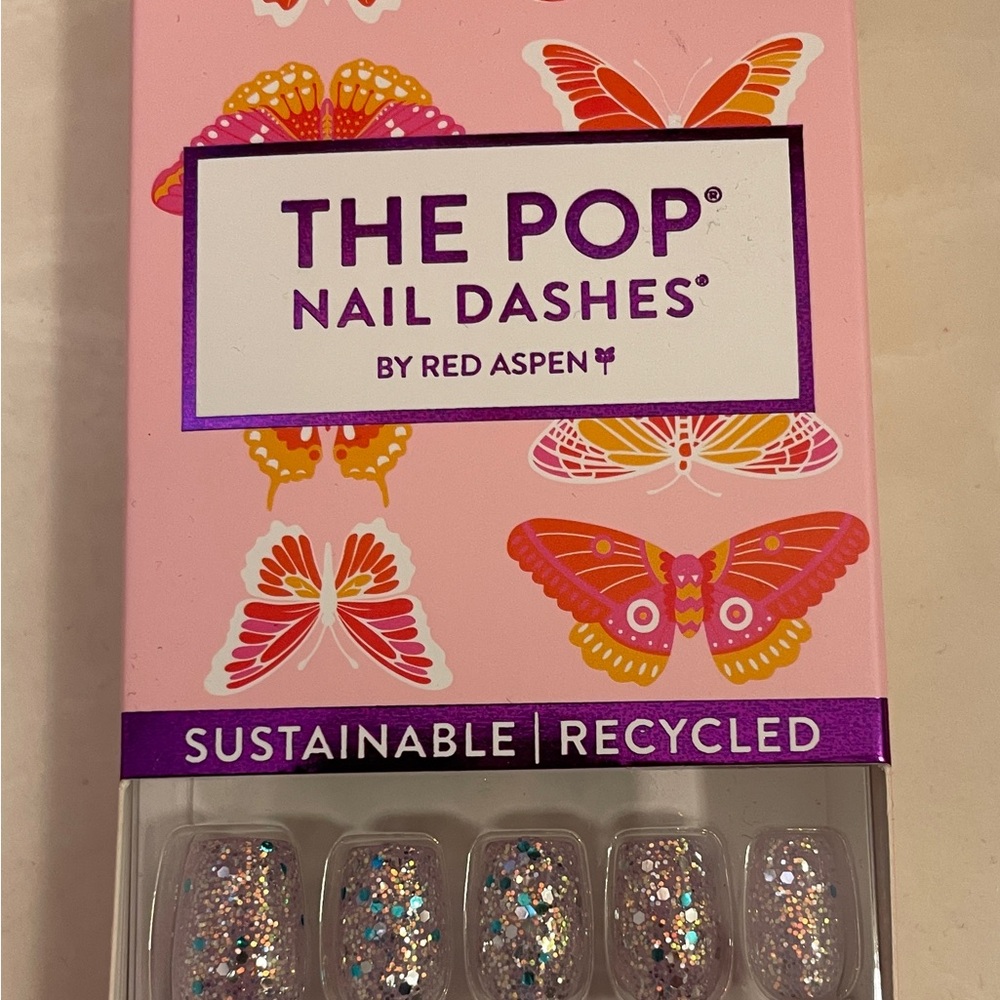 THE POP®
NAIL DASHES®
BY RED ASPEN
SUSTAINABLE | RECYCLED